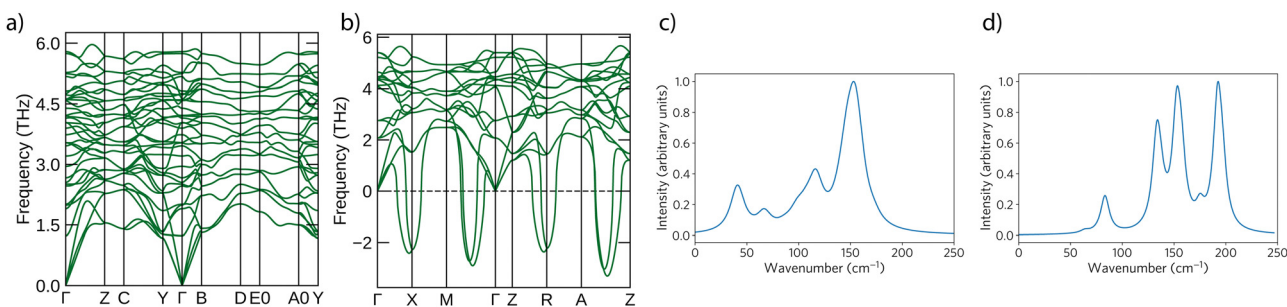 a)
6.0
4.5
3.0
1.5
0.0
Frequency (THz)
Γ Z C Y Γ B D E0 A0 Y
b)
6
4
2
0
−2
Frequency (THz)
Γ X M Γ Z R A Z
c)
1.0
0.8
0.6
0.4
0.2
0.0
Intensity (arbitrary units)
0 50 100 150 200 250
Wavenumber (cm⁻¹)
d)
1.0
0.8
0.6
0.4
0.2
0.0
Intensity (arbitrary units)
0 50 100 150 200 250
Wavenumber (cm⁻¹)